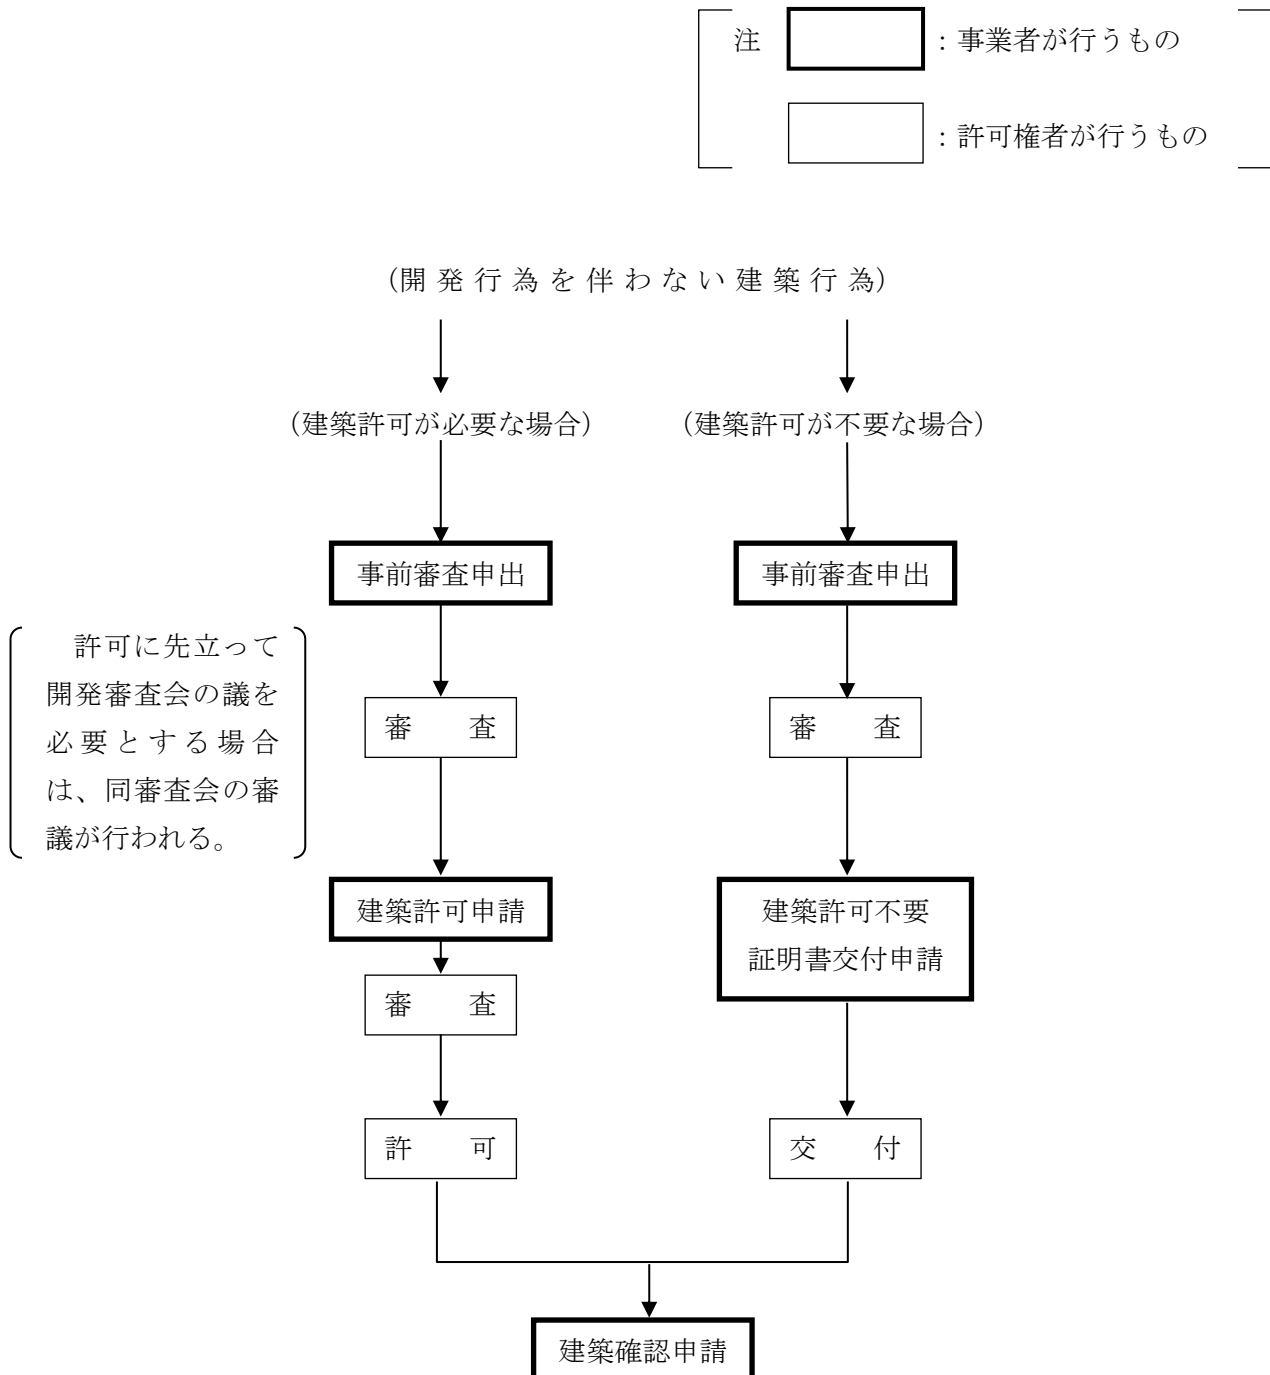 注 : 事業者が行うもの
: 許可権者が行うもの
(開発行為を伴わない建築行為)
(建築許可が必要な場合)
(建築許可が不要な場合)
事前審査申出
事前審査申出
許可に先立って
開発審査会の議を
必要とする場合
は、同審査会の審
議が行われる。
審 査
審 査
建築許可申請
建築許可不要
証明書交付申請
審 査
許 可
交 付
建築確認申請